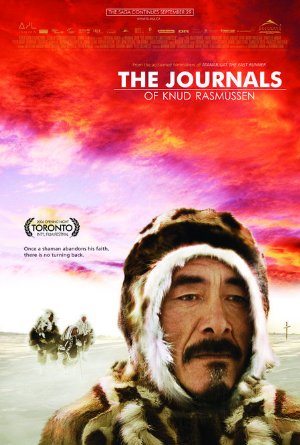 THE SAGA CONTINUES SEPTEMBER 29
From the acclaimed filmmakers of ATANARJUAT, THE FAST RUNNER
THE JOURNALS
OF KNUD RASMUSSEN
2006 OPENING NIGHT
TORONTO
INT'L FILM FESTIVAL
Once a shaman abandons his faith,
there is no turning back.